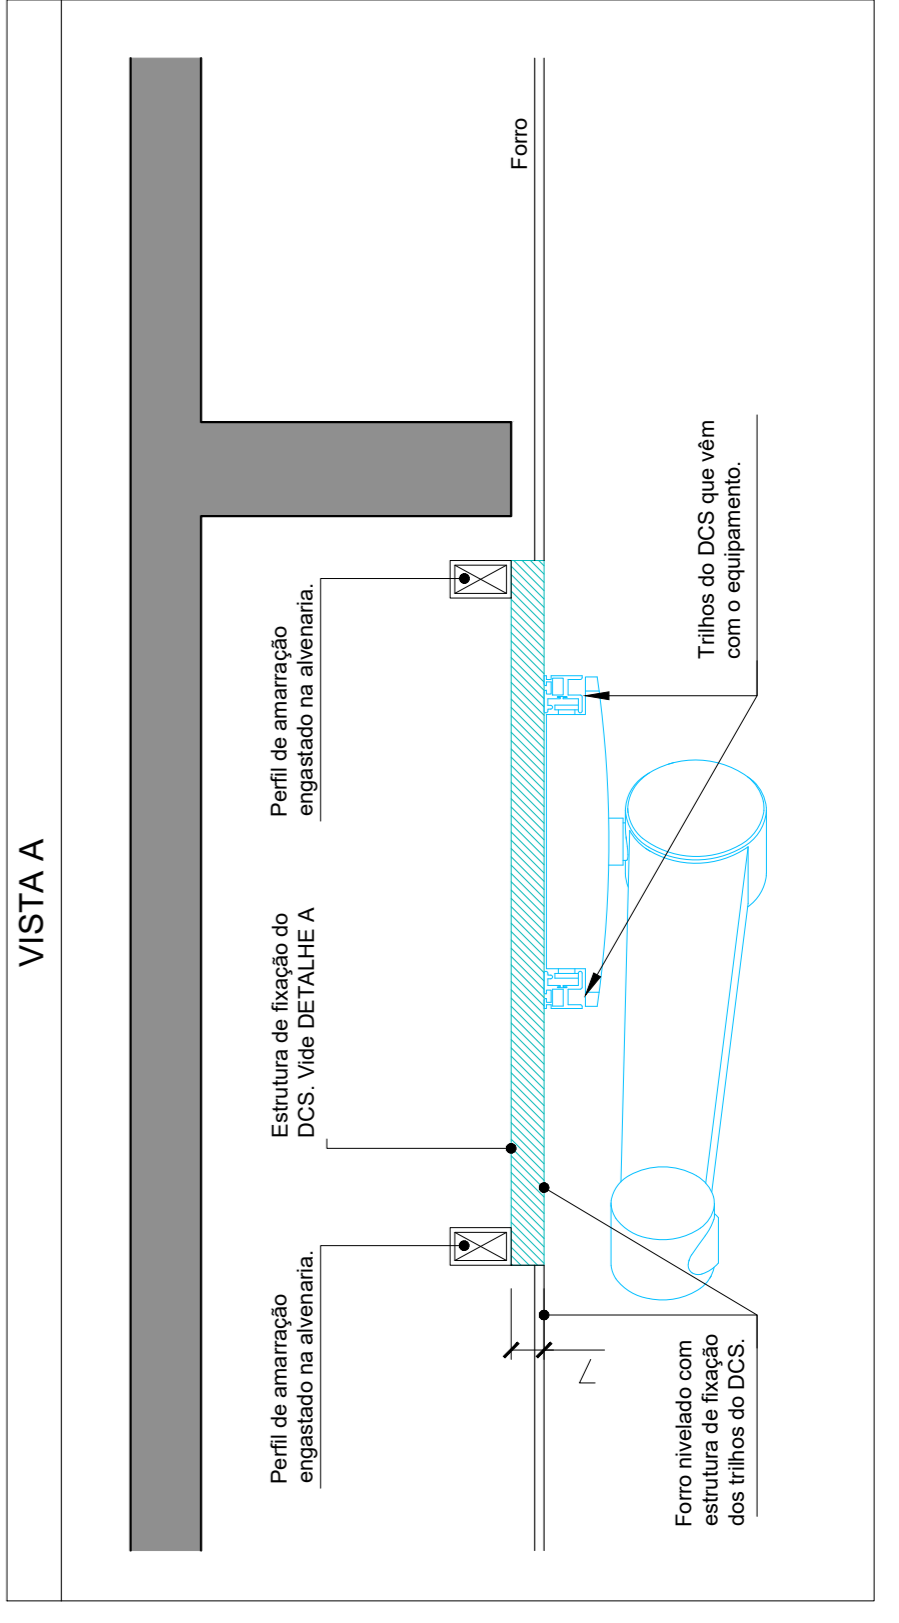 VISTA A
Perfil de amarração
engastado na alvenaria.
Estrutura de fixação do
DCS. Vide DETALHE A
Perfil de amarração
engastado na alvenaria.
Forro
Forro nivelado com
estrutura de fixação
dos trilhos do DCS.
Trilhos do DCS que vêm
com o equipamento.